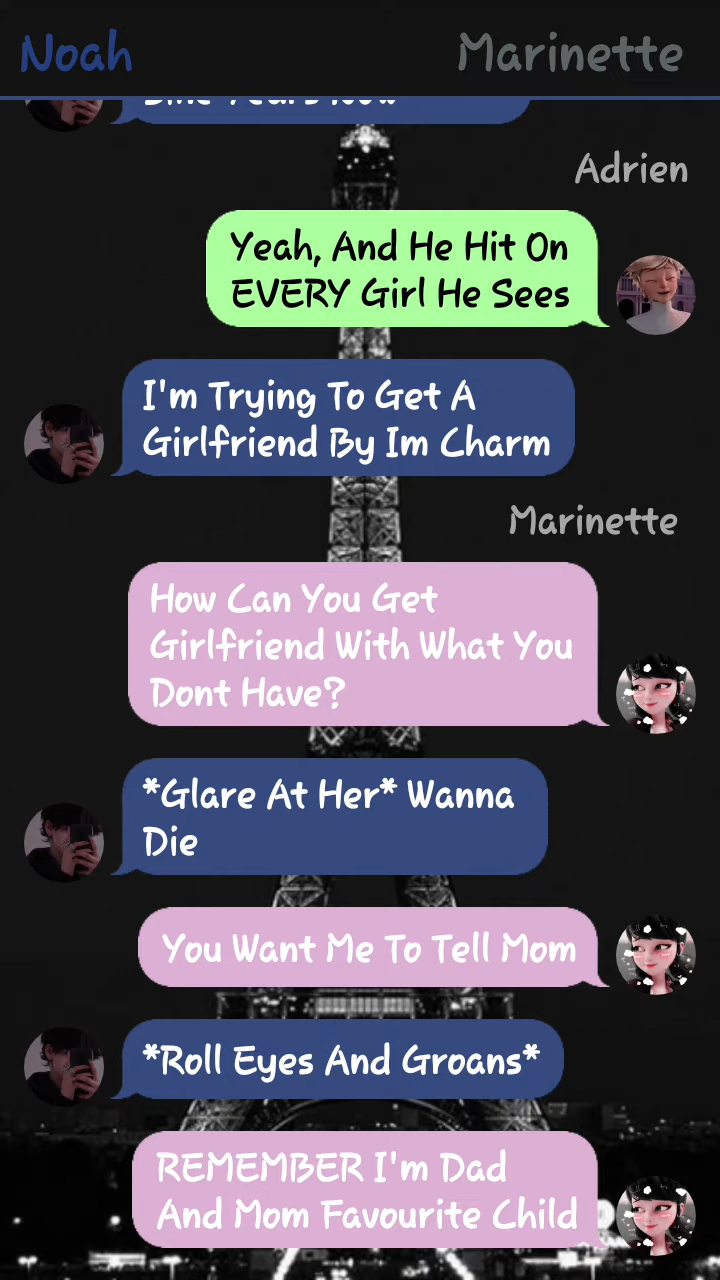 Noah
Marinette
Adrien
Yeah, And He Hit On
EVERY Girl He Sees
I'm Trying To Get A
Girlfriend By Im Charm
Marinette
How Can You Get
Girlfriend With What You
Dont Have?
*Glare At Her* Wanna
Die
You Want Me To Tell Mom
*Roll Eyes And Groans*
REMEMBER I'm Dad
And Mom Favourite Child